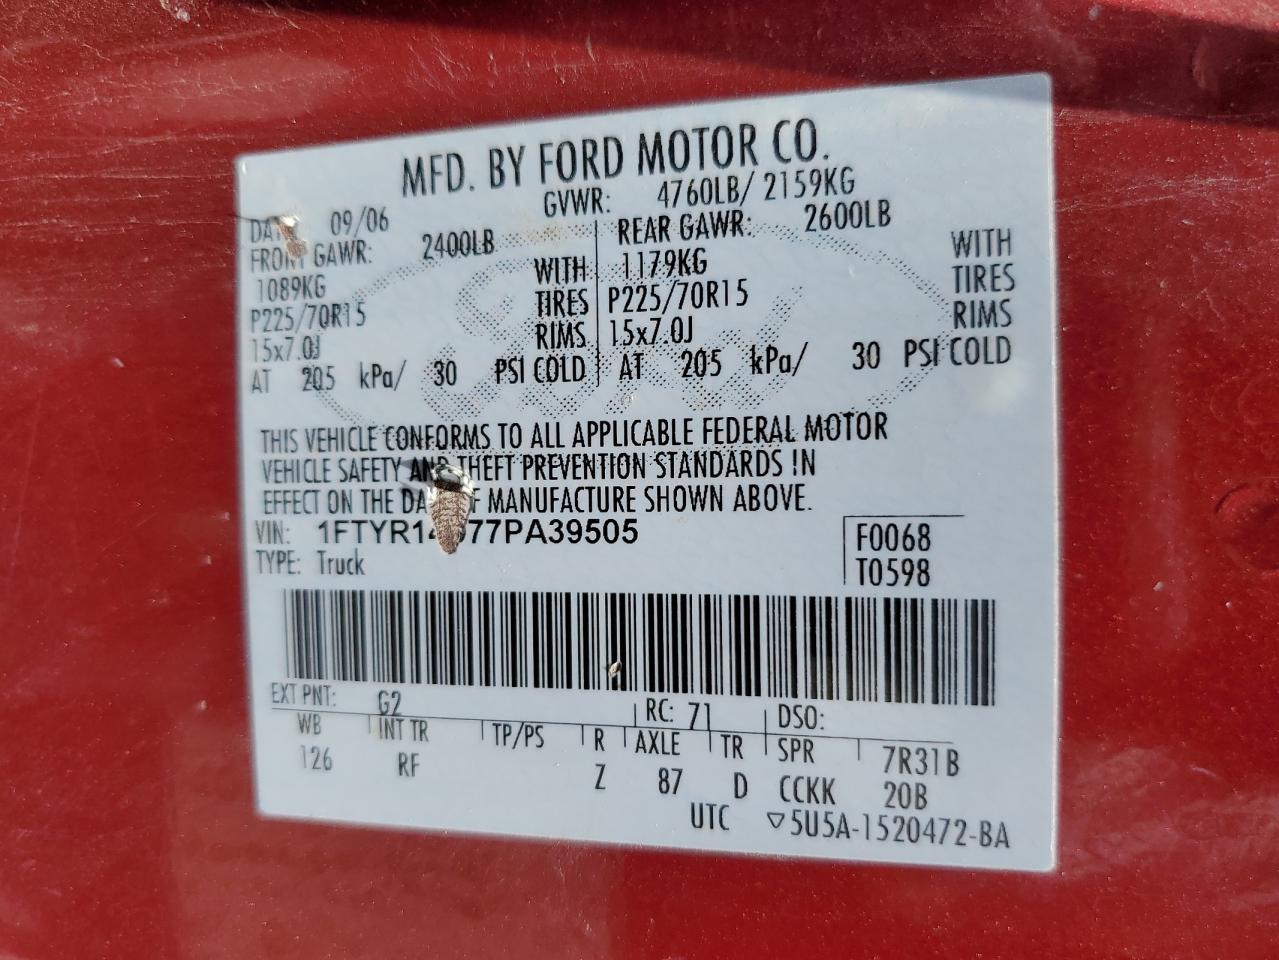 MFD. BY FORD MOTOR CO.
09/06 GVWR: 4760LB/ 2159KG
FRONT GAWR: 2400LB REAR GAWR: 2600LB
1089KG WITH 1179KG WITH
P225/70R15 TIRES P225/70R15 TIRES
15x7.0J RIMS 15x7.0J RIMS
AT 205 kPa/ 30 PSI COLD AT 205 kPa/ 30 PSI COLD
THIS VEHICLE CONFORMS TO ALL APPLICABLE FEDERAL MOTOR
VEHICLE SAFETY AND THEFT PREVENTION STANDARDS IN
EFFECT ON THE MANUFACTURE SHOWN ABOVE.
VIN:
TYPE: Truck
F0068
T0598
EXT PNT: G2 RC: 71 DSO:
WB INT TR TP/PS R AXLE TR SPR 7R31B
126 RF Z 87 D CCKK 20B
UTC ▽5U5A-1520472-BA